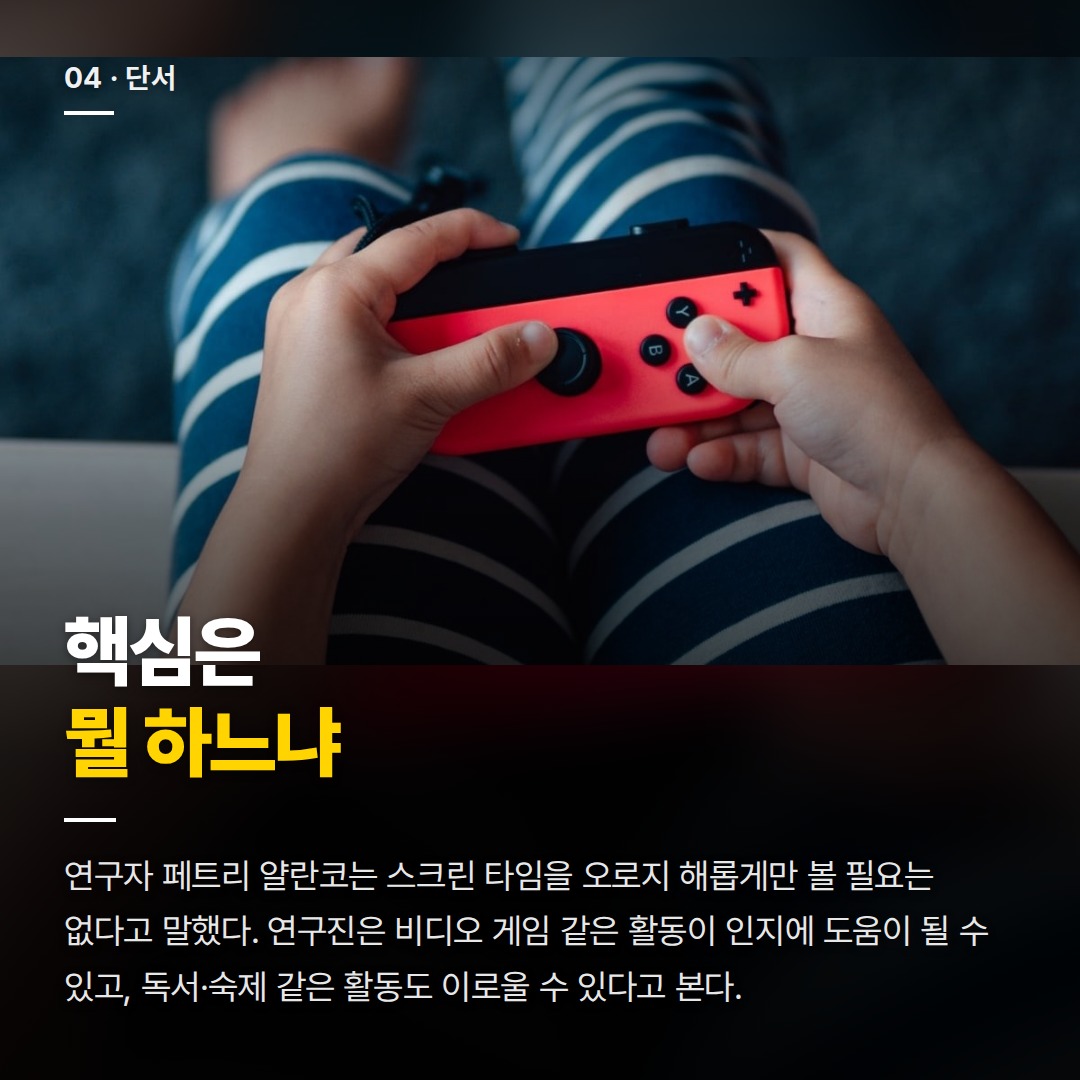 04 · 단서
Y
B
A
핵심은
뭘 하느냐
연구자 페트리 얄란코는 스크린 타임을 오로지 해롭게만 볼 필요는
없다고 말했다. 연구진은 비디오 게임 같은 활동이 인지에 도움이 될 수
있고, 독서·숙제 같은 활동도 이로울 수 있다고 본다.